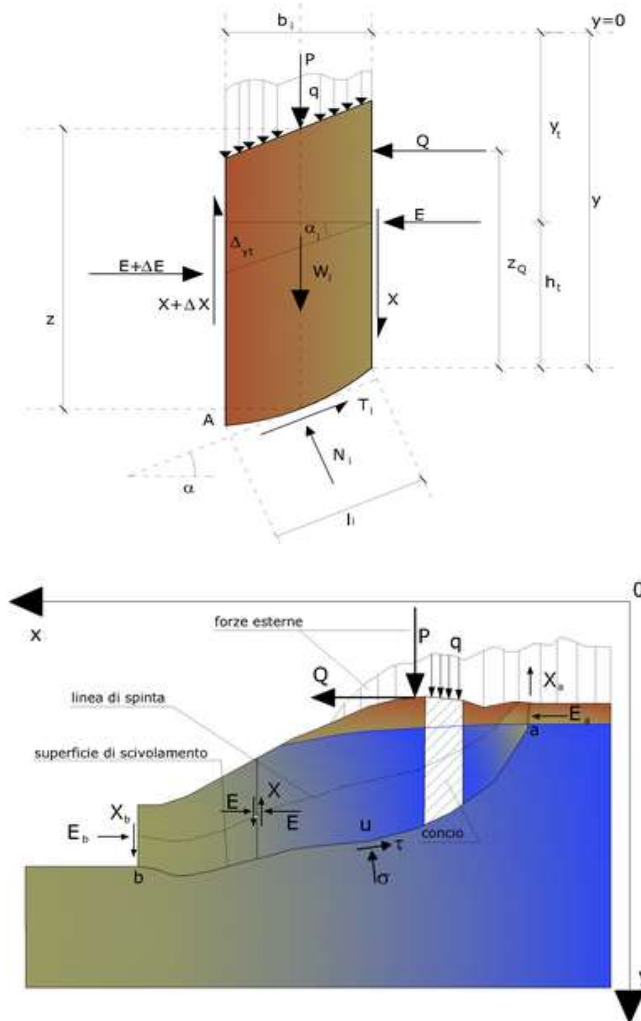 b i
y=0
P
q
Q
y t
y
E
Δ yt
α i
E+ΔE
W i
z Q
h t
X+ΔX
X
z
A
T i
N i
α
l i
0
x
forze esterne
P
q
X a
Q
E a
a
linea di spinta
superficie di scivolamento
X b
E
X
E
E b
u
τ
concio
b
σ